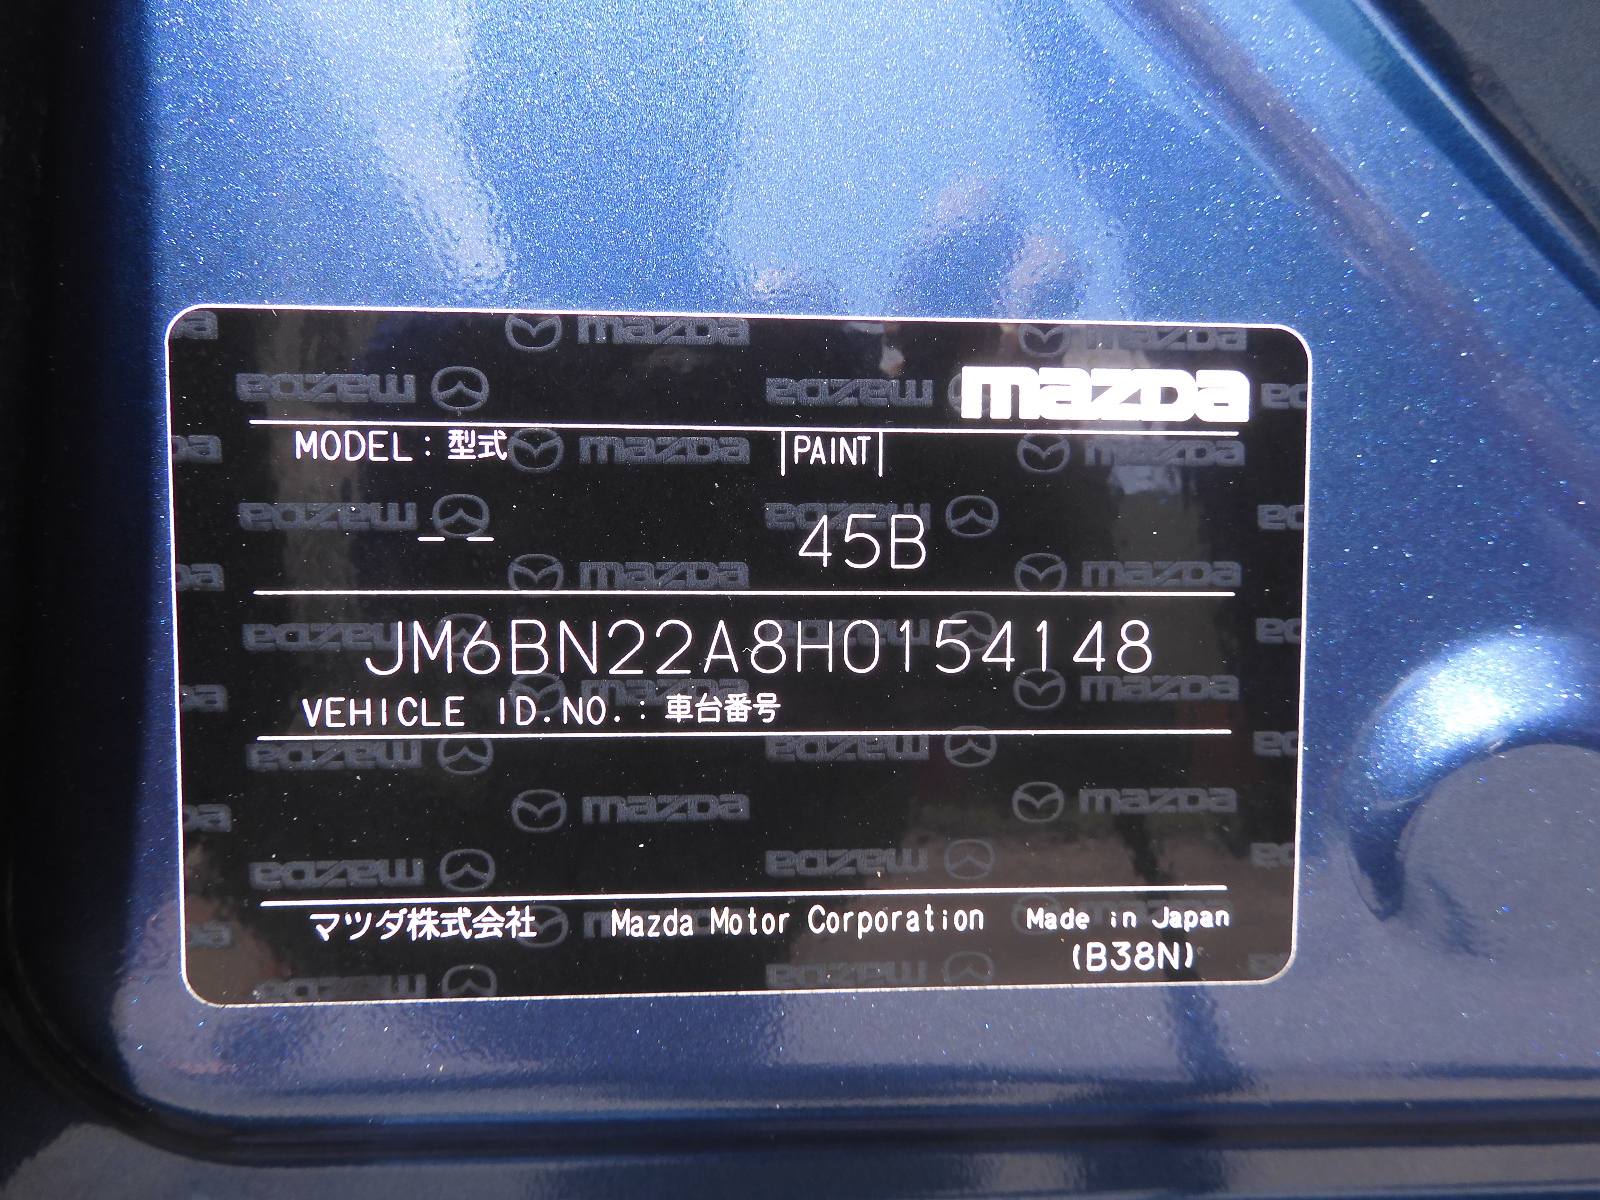 mazda
MODEL : 型式 PAINT
– – 45B
JM6BN22A8H0154148
VEHICLE ID.NO. : 車台番号
マツダ株式会社 Mazda Motor Corporation Made in Japan
(B38N)